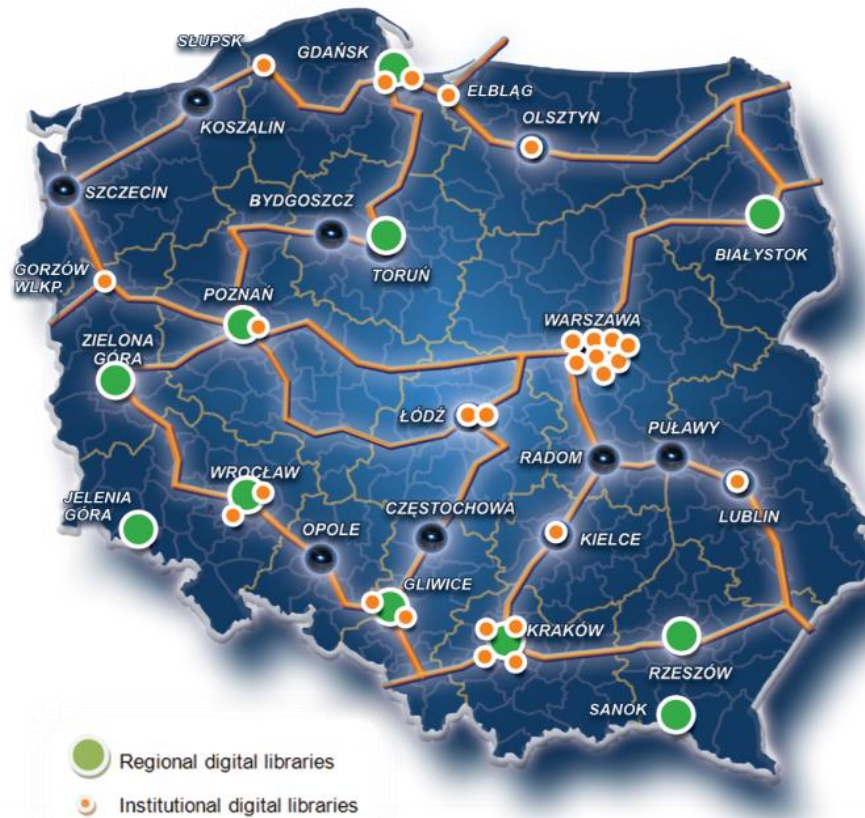 SŁUPSK
GDAŃSK
ELBLĄG
KOSZALIN
OLSZTYN
SZCZECIN
BYDGOSZCZ
TORUŃ
BIAŁYSTOK
GORZÓW
WLKP.
POZNAŃ
ZIELONA
GÓRA
WARSZAWA
ŁÓDŹ
PUŁAWY
RADOM
WROCŁAW
LUBLIN
JELENIA
GÓRA
OPOLE
CZĘSTOCHOWA
KIELCE
GLIWICE
KRAKÓW
RZESZÓW
SANOK
Regional digital libraries
Institutional digital libraries